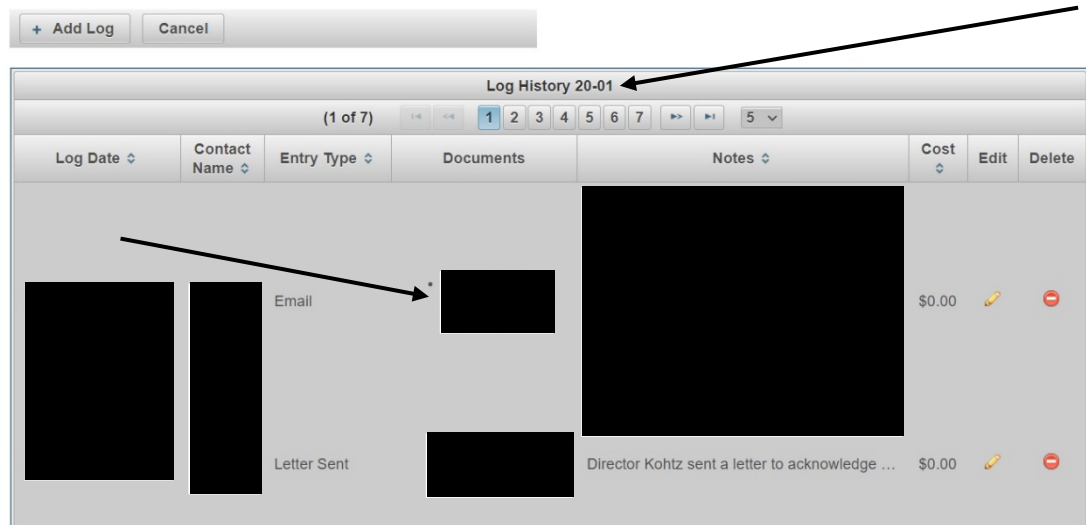 + Add Log Cancel
Log History 20-01
(1 of 7) 1 2 3 4 5 6 7 5
Log Date Contact Name Entry Type Documents Notes Cost Edit Delete
Email $0.00
Letter Sent Director Kohtz sent a letter to acknowledge ... $0.00